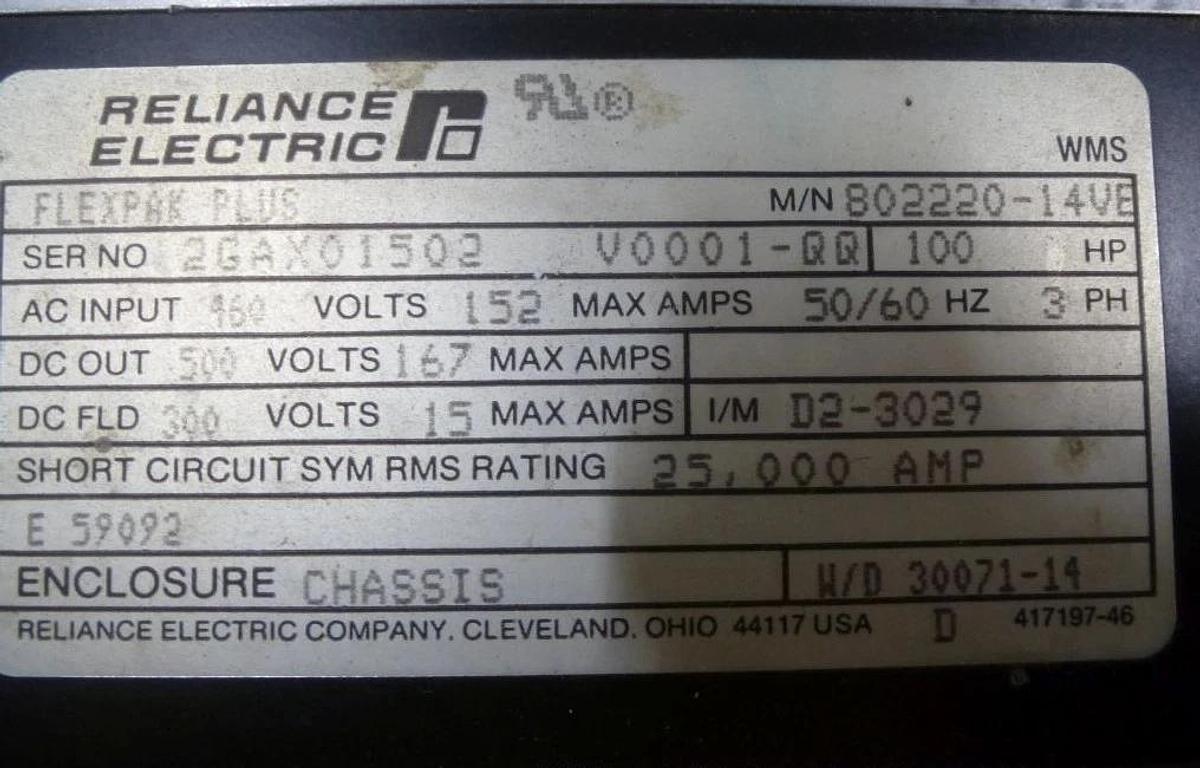 RELIANCE
ELECTRIC
®
WMS
FLEXPAK PLUS M/N 802220-14VE
SER NO 2GAX01502 V0001-QQ 100 HP
AC INPUT 460 VOLTS 152 MAX AMPS 50/60 HZ 3 PH
DC OUT 500 VOLTS 167 MAX AMPS
DC FLD 300 VOLTS 15 MAX AMPS I/M D2-3029
SHORT CIRCUIT SYM RMS RATING 25,000 AMP
E 59092
ENCLOSURE CHASSIS W/D 30071-14
RELIANCE ELECTRIC COMPANY. CLEVELAND. OHIO 44117 USA D 417197-46